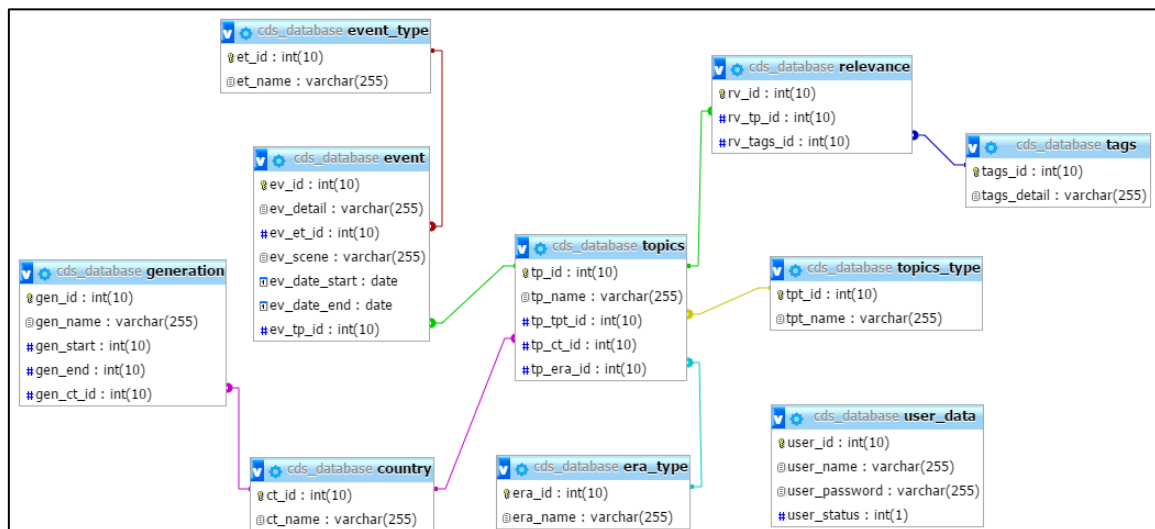 cds_database event_type
et_id : int(10)
et_name : varchar(255)
cds_database relevance
rv_id : int(10)
rv_tp_id : int(10)
rv_tags_id : int(10)
cds_database tags
tags_id : int(10)
tags_detail : varchar(255)
cds_database event
ev_id : int(10)
ev_detail : varchar(255)
#ev_et_id : int(10)
ev_scene : varchar(255)
ev_date_start : date
ev_date_end : date
#ev_tp_id : int(10)
cds_database topics
tp_id : int(10)
tp_name : varchar(255)
#tp_tpt_id : int(10)
#tp_ct_id : int(10)
#tp_era_id : int(10)
cds_database topics_type
tpt_id : int(10)
tpt_name : varchar(255)
cds_database generation
gen_id : int(10)
gen_name : varchar(255)
#gen_start : int(10)
#gen_end : int(10)
#gen_ct_id : int(10)
cds_database country
ct_id : int(10)
ct_name : varchar(255)
cds_database era_type
era_id : int(10)
era_name : varchar(255)
cds_database user_data
user_id : int(10)
user_name : varchar(255)
user_password : varchar(255)
#user_status : int(1)